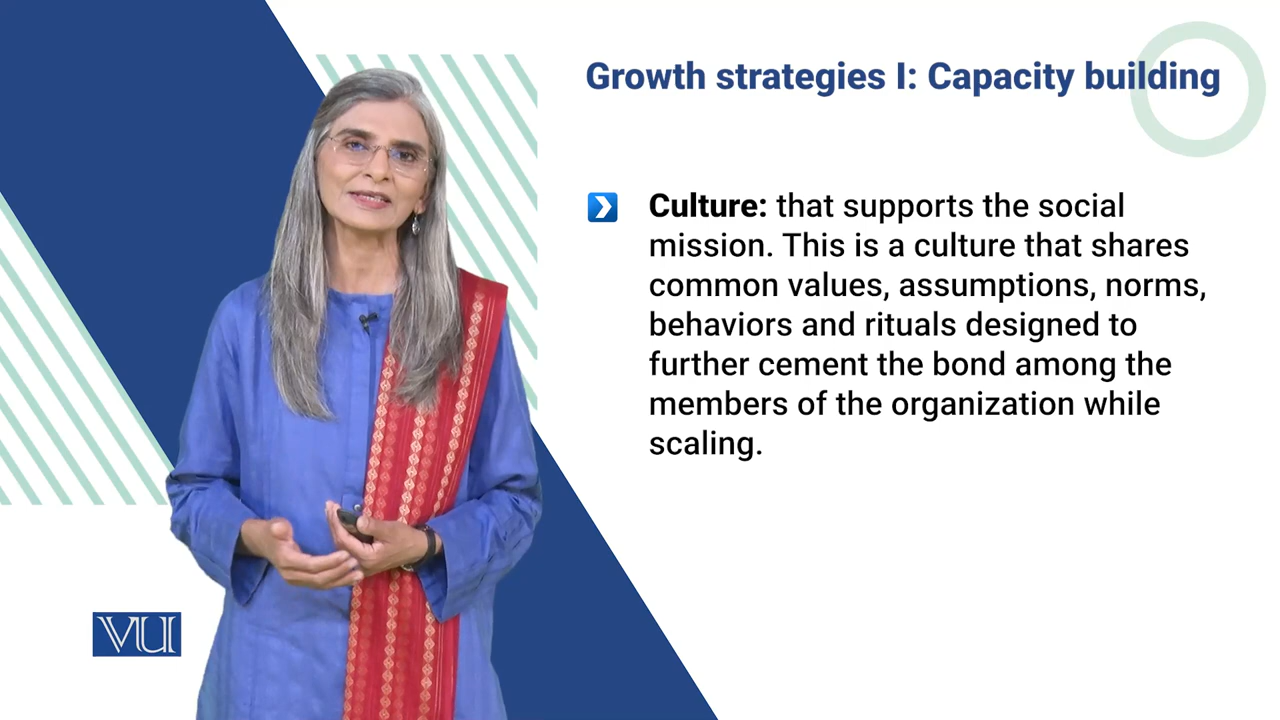 Growth strategies I: Capacity building
Culture: that supports the social
mission. This is a culture that shares
common values, assumptions, norms,
behaviors and rituals designed to
further cement the bond among the
members of the organization while
scaling.
VU